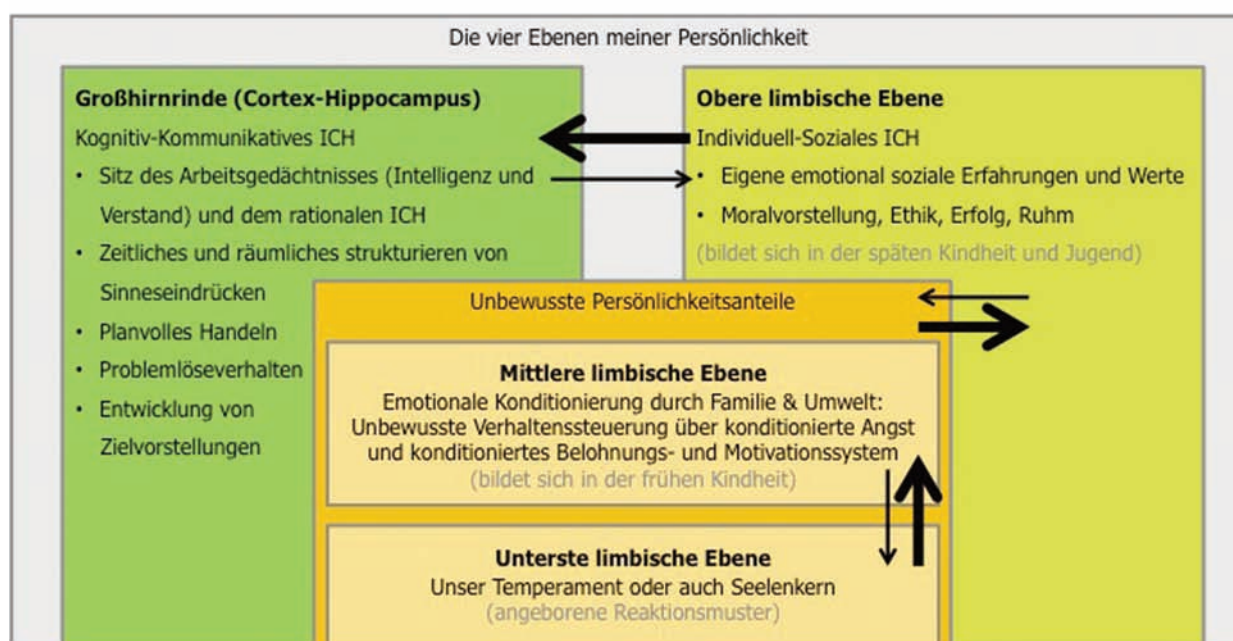 Die vier Ebenen meiner Persönlichkeit
Großhirnrinde (Cortex-Hippocampus)
Kognitiv-Kommunikatives ICH
• Sitz des Arbeitsgedächtnisses (Intelligenz und
Verstand) und dem rationalen ICH
• Zeitliches und räumliches strukturieren von
Sinneseindrücken
• Planvolles Handeln
• Problemlöseverhalten
• Entwicklung von
Zielvorstellungen
Obere limbische Ebene
Individuell-Soziales ICH
• Eigene emotional soziale Erfahrungen und Werte
• Moralvorstellung, Ethik, Erfolg, Ruhm
(bildet sich in der späten Kindheit und Jugend)
Unbewusste Persönlichkeitsanteile
Mittlere limbische Ebene
Emotionale Konditionierung durch Familie & Umwelt:
Unbewusste Verhaltenssteuerung über konditionierte Angst
und konditioniertes Belohnungs- und Motivationssystem
(bildet sich in der frühen Kindheit)
Unterste limbische Ebene
Unser Temperament oder auch Seelenkern
(angeborene Reaktionsmuster)